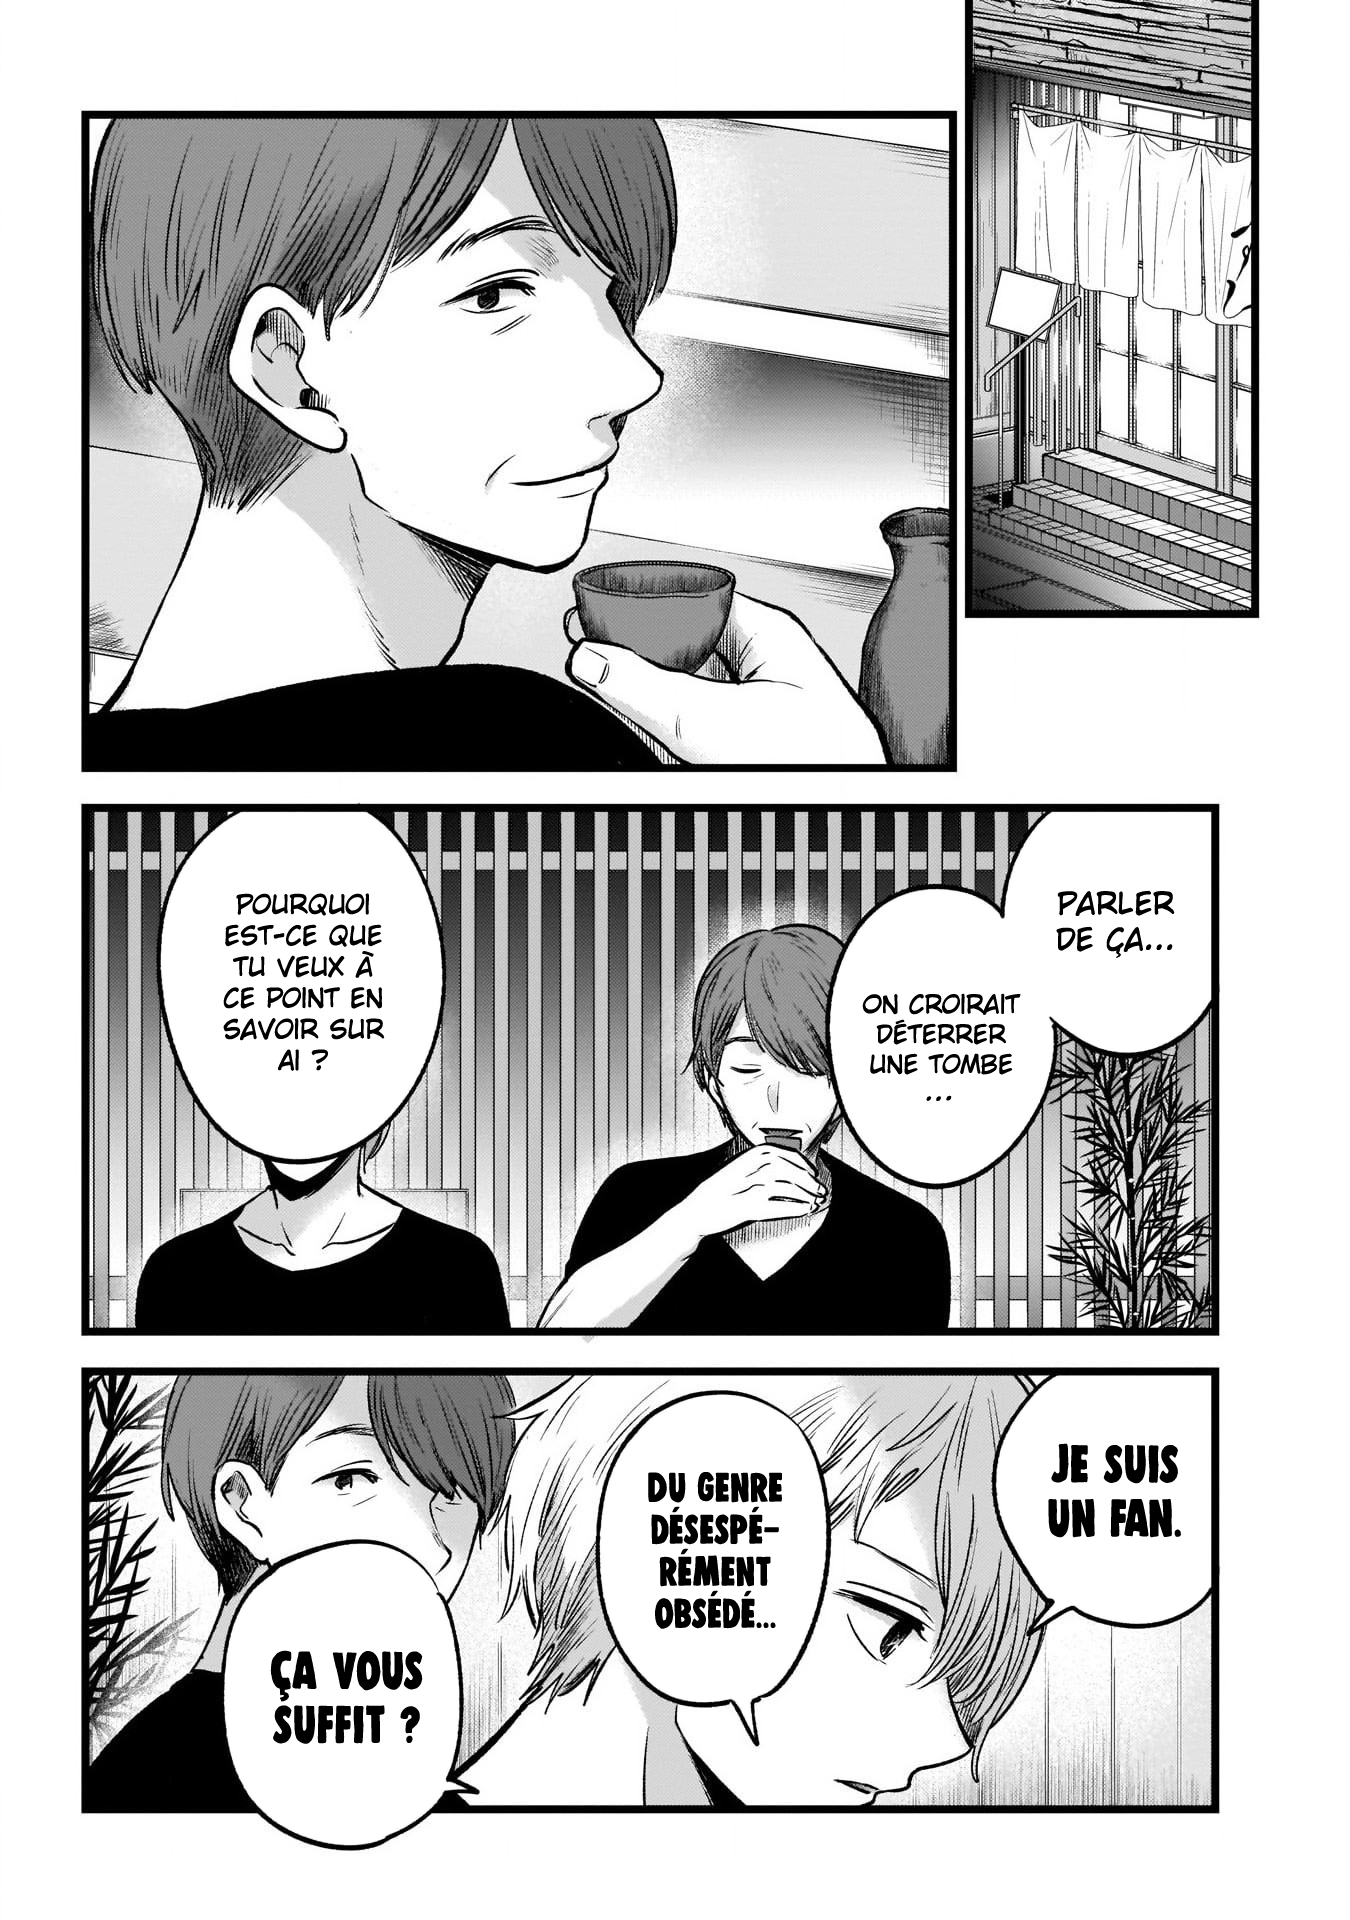 PARLER
DE ÇA...
ON CROIRAIT
DÉTERRER
UNE TOMBE
...
POURQUOI
EST-CE QUE
TU VEUX À
CE POINT EN
SAVOIR SUR
AI ?
JE SUIS
UN FAN.
DU GENRE
DÉSESPÉ-
RÉMENT
OBSÉDÉ...
ÇA VOUS
SUFFIT ?